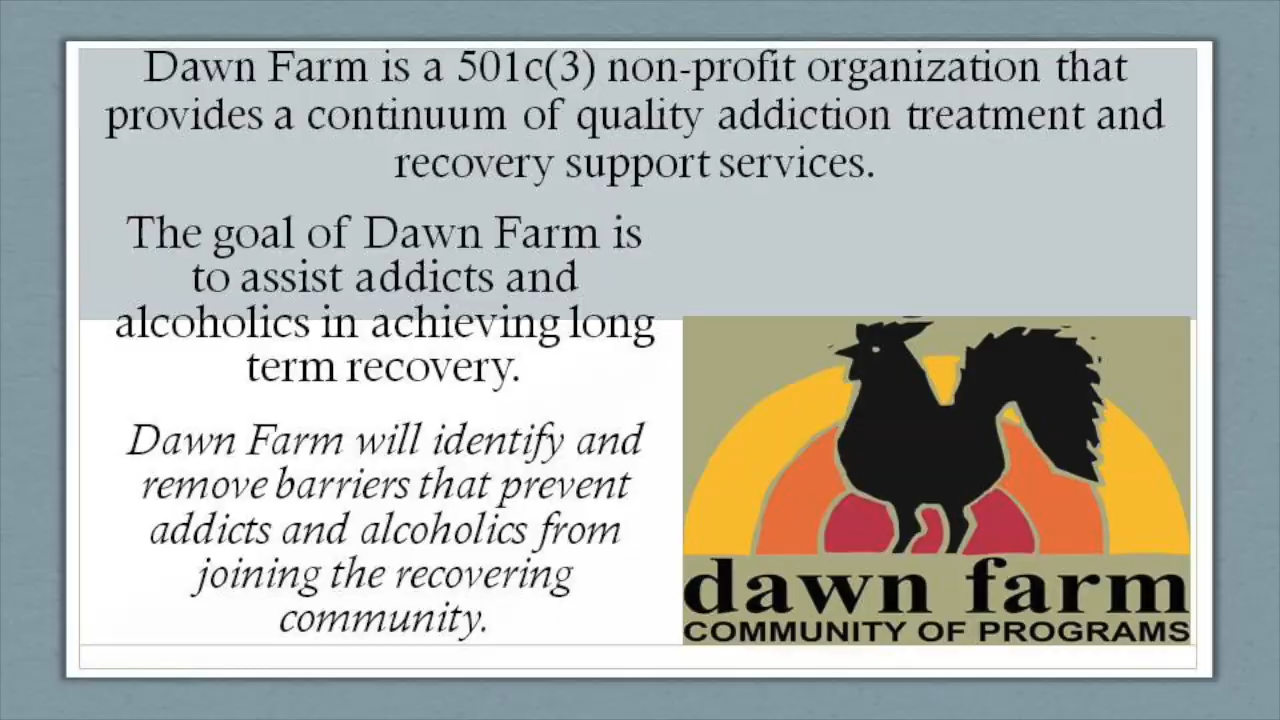 Dawn Farm is a 501c(3) non-profit organization that
provides a continuum of quality addiction treatment and
recovery support services.
The goal of Dawn Farm is
to assist addicts and
alcoholics in achieving long
term recovery.
Dawn Farm will identify and
remove barriers that prevent
addicts and alcoholics from
joining the recovering
community.
dawn farm
COMMUNITY OF PROGRAMS